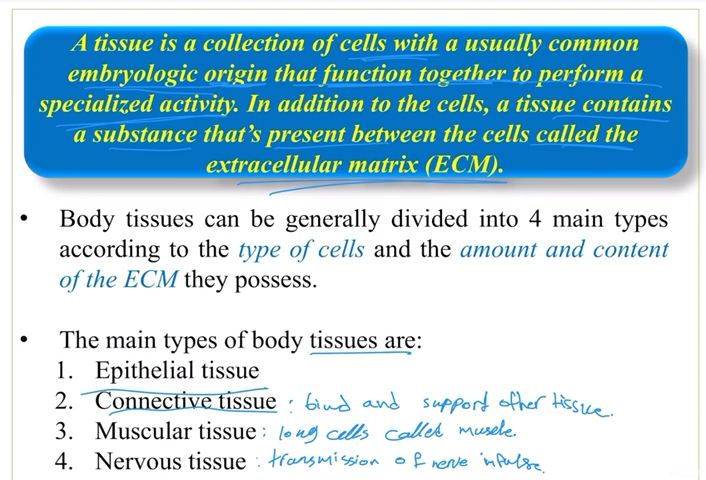 A tissue is a collection of cells with a usually common
embryologic origin that function together to perform a
specialized activity. In addition to the cells, a tissue contains
a substance that's present between the cells called the
extracellular matrix (ECM).
• Body tissues can be generally divided into 4 main types
according to the type of cells and the amount and content
of the ECM they possess.
• The main types of body tissues are:
1. Epithelial tissue
2. Connective tissue : bind and support other tissue.
3. Muscular tissue : long cells called muscle.
4. Nervous tissue : transmission of nerve impulse.